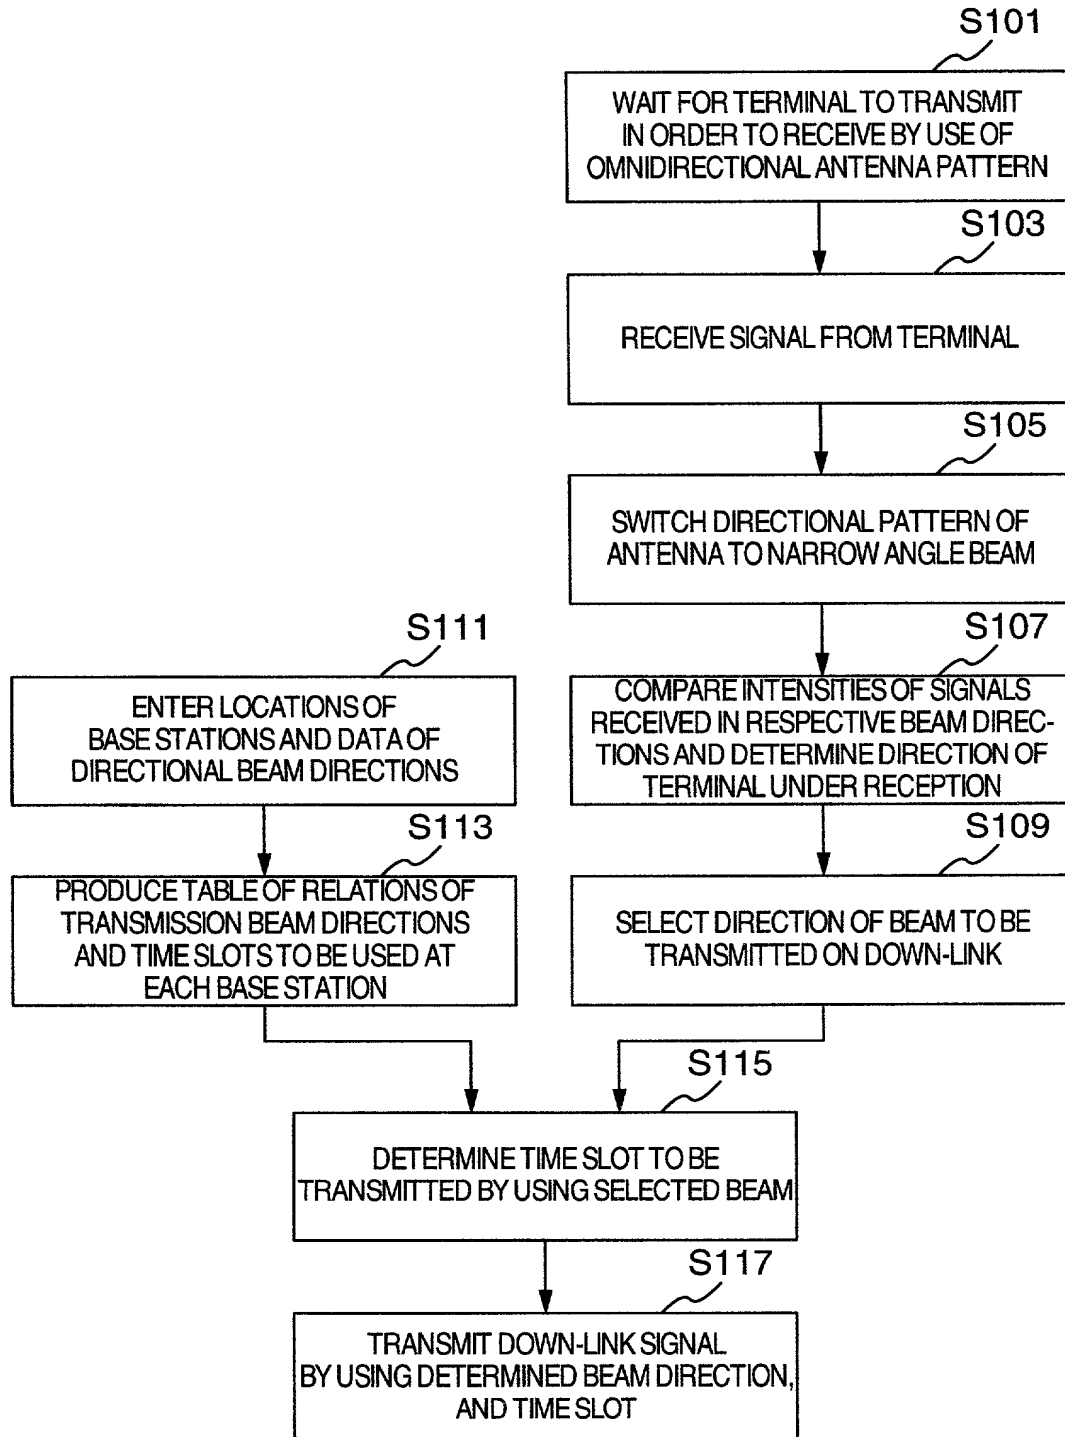 S101
WAIT FOR TERMINAL TO TRANSMIT
IN ORDER TO RECEIVE BY USE OF
OMNIDIRECTIONAL ANTENNA PATTERN
S103
RECEIVE SIGNAL FROM TERMINAL
S105
SWITCH DIRECTIONAL PATTERN OF
ANTENNA TO NARROW ANGLE BEAM
S107
COMPARE INTENSITIES OF SIGNALS
RECEIVED IN RESPECTIVE BEAM DIREC-
TIONS AND DETERMINE DIRECTION OF
TERMINAL UNDER RECEPTION
S109
SELECT DIRECTION OF BEAM TO BE
TRANSMITTED ON DOWN-LINK
S111
ENTER LOCATIONS OF
BASE STATIONS AND DATA OF
DIRECTIONAL BEAM DIRECTIONS
S113
PRODUCE TABLE OF RELATIONS OF
TRANSMISSION BEAM DIRECTIONS
AND TIME SLOTS TO BE USED AT
EACH BASE STATION
S115
DETERMINE TIME SLOT TO BE
TRANSMITTED BY USING SELECTED BEAM
S117
TRANSMIT DOWN-LINK SIGNAL
BY USING DETERMINED BEAM DIRECTION,
AND TIME SLOT